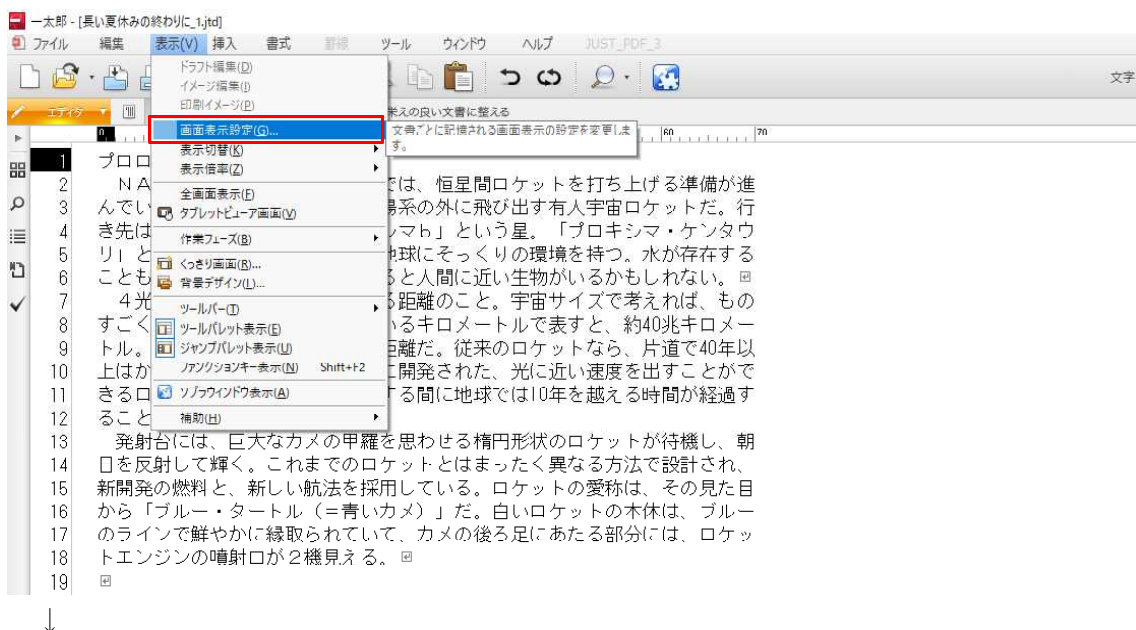 一太郎 - [長い夏休みの終わりに_1.jtd]
ファイル 編集 表示(V) 挿入 書式 罫線 ツール ウィンドウ ヘルプ JUST_PDF_3
文字
エディタ
栄えの良い文書に整える
ドラフト編集(D)
イメージ編集(I)
印刷イメージ(P)
画面表示設定(G)...
文書ごとに記憶される画面表示の設定を変更します。
表示切替(K)
表示倍率(Z)
全画面表示(F)
タブレットビューア画面(V)
作業フェーズ(B)
くっきり画面(R)...
背景デザイン(L)...
ツールバー(T)
ツールパレット表示(E)
ジャンプパレット表示(U)
ファンクションキー表示(N) Shift+F2
ソプラウィンドウ表示(A)
補助(H)
0 60 70
1 プロロ
2 NA では、恒星間ロケットを打ち上げる準備が進
3 んでい 陽系の外に飛び出す有人宇宙ロケットだ。行
4 き先は シマb」という星。「プロキシマ・ケンタウ
5 リ」と 地球にそっくりの環境を持つ。水が存在する
6 ことも ると人間に近い生物がいるかもしれない。
7 4光 る距離のこと。宇宙サイズで考えれば、もの
8 すごく いるキロメートルで表すと、約40兆キロメー
9 トル。 距離だ。従来のロケットなら、片道で40年以
10 上はか に開発された、光に近い速度を出すことがで
11 きるロ する間に地球では10年を越える時間が経過す
12 ること
13 発射台には、巨大なカメの甲羅を思わせる楕円形状のロケットが待機し、朝
14 日を反射して輝く。これまでのロケットとはまったく異なる方法で設計され、
15 新開発の燃料と、新しい航法を採用している。ロケットの愛称は、その見た目
16 から「ブルー・タートル（=青いカメ）」だ。白いロケットの本体は、ブルー
17 のラインで鮮やかに縁取られていて、カメの後ろ足にあたる部分には、ロケッ
18 トエンジンの噴射口が2機見える。
19
↓